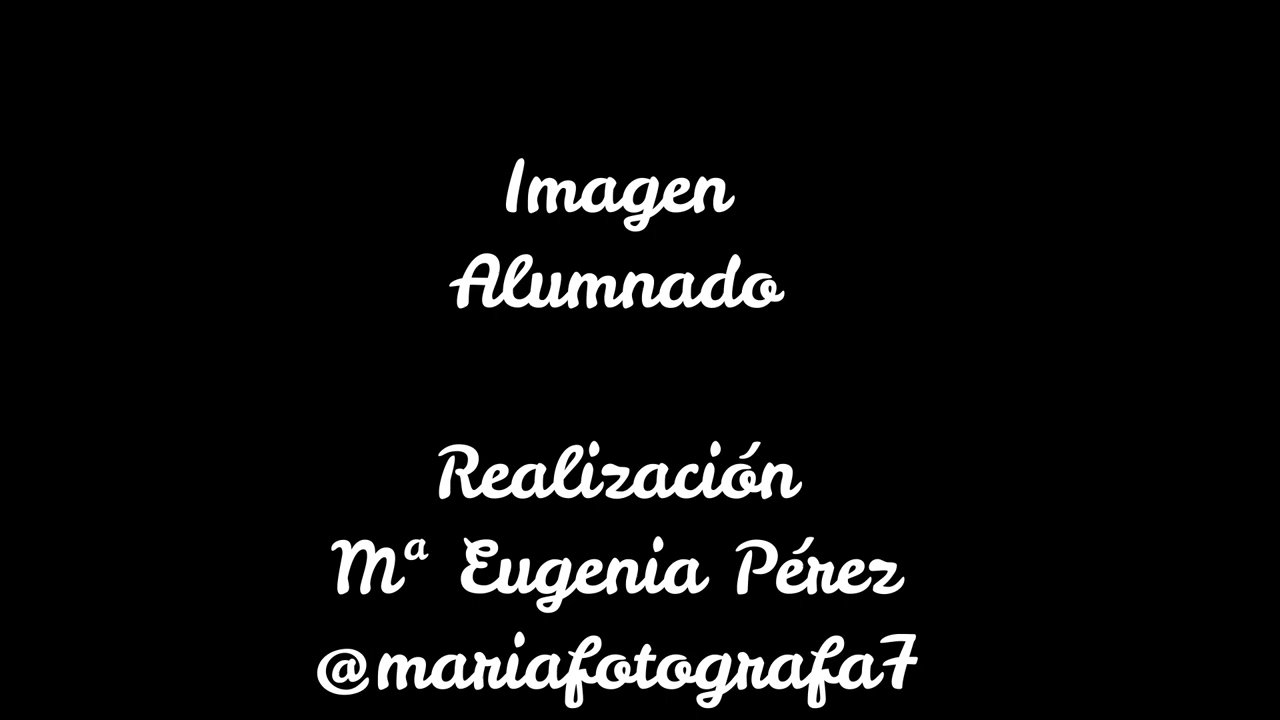 Imagen
Alumnado
Realización
Mª Eugenia Pérez
@mariafotografa7